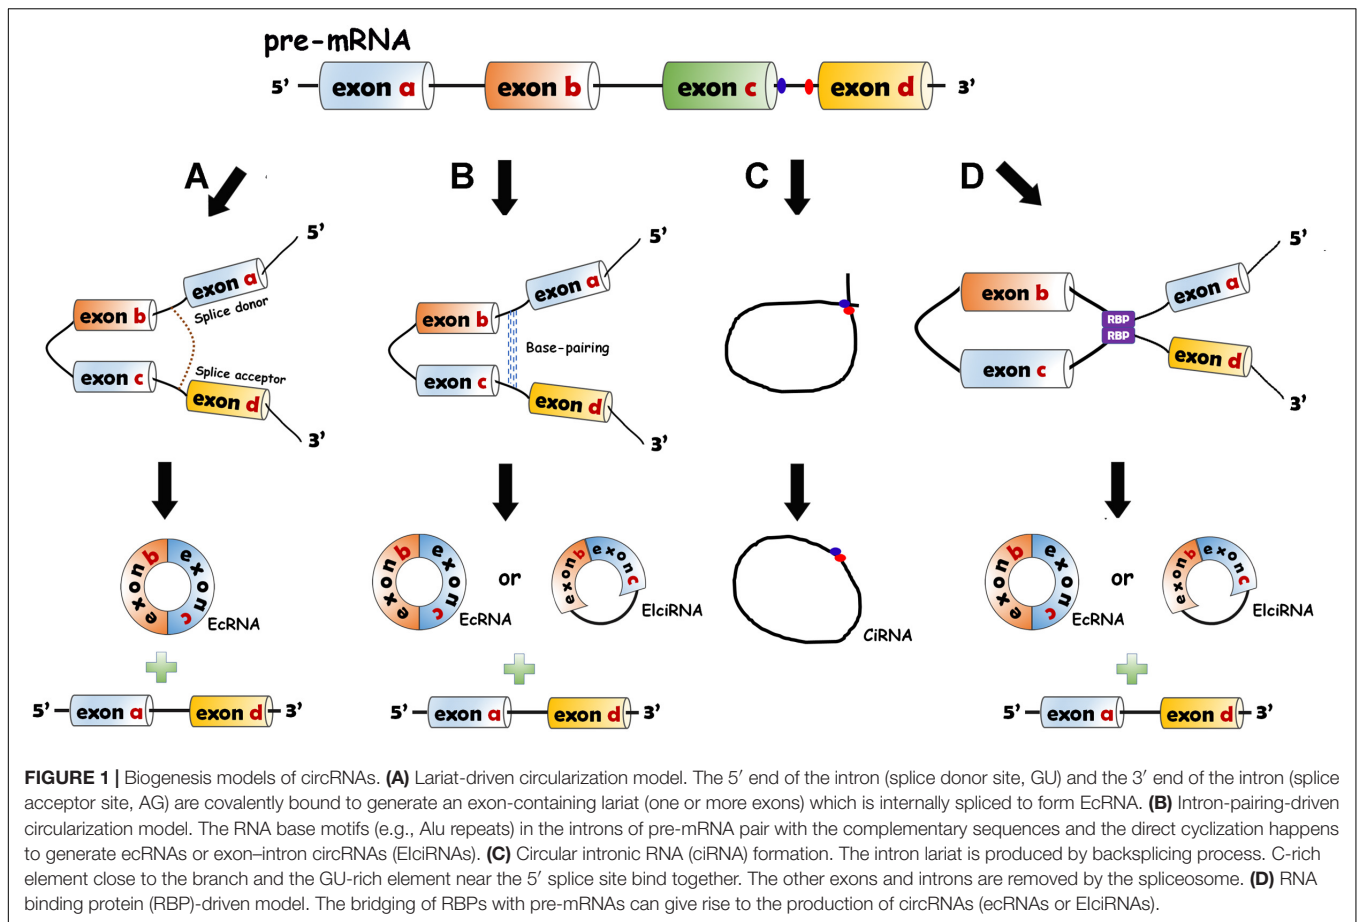 pre-mRNA
5’ exon a exon b exon c exon d 3’
A B C D
5’
exon a
Splice donor
exon b
Splice acceptor
exon c
exon d
3’
5’
exon a
exon b
Base-pairing
exon c
exon d
3’
5’
exon a
exon b
RBP
RBP
exon c
exon d
3’
exon b exon c
EcRNA
exon b exon c
EcRNA
or
exon b exon c
EIciRNA
CiRNA
exon b exon c
EcRNA
or
exon b exon c
EIciRNA
5’ exon a exon d 3’
5’ exon a exon d 3’
5’ exon a exon d 3’
FIGURE 1 | Biogenesis models of circRNAs. (A) Lariat-driven circularization model. The 5′ end of the intron (splice donor site, GU) and the 3′ end of the intron (splice
acceptor site, AG) are covalently bound to generate an exon-containing lariat (one or more exons) which is internally spliced to form EcRNA. (B) Intron-pairing-driven
circularization model. The RNA base motifs (e.g., Alu repeats) in the introns of pre-mRNA pair with the complementary sequences and the direct cyclization happens
to generate ecRNAs or exon–intron circRNAs (EIciRNAs). (C) Circular intronic RNA (ciRNA) formation. The intron lariat is produced by backsplicing process. C-rich
element close to the branch and the GU-rich element near the 5′ splice site bind together. The other exons and introns are removed by the spliceosome. (D) RNA
binding protein (RBP)-driven model. The bridging of RBPs with pre-mRNAs can give rise to the production of circRNAs (ecRNAs or EIciRNAs).